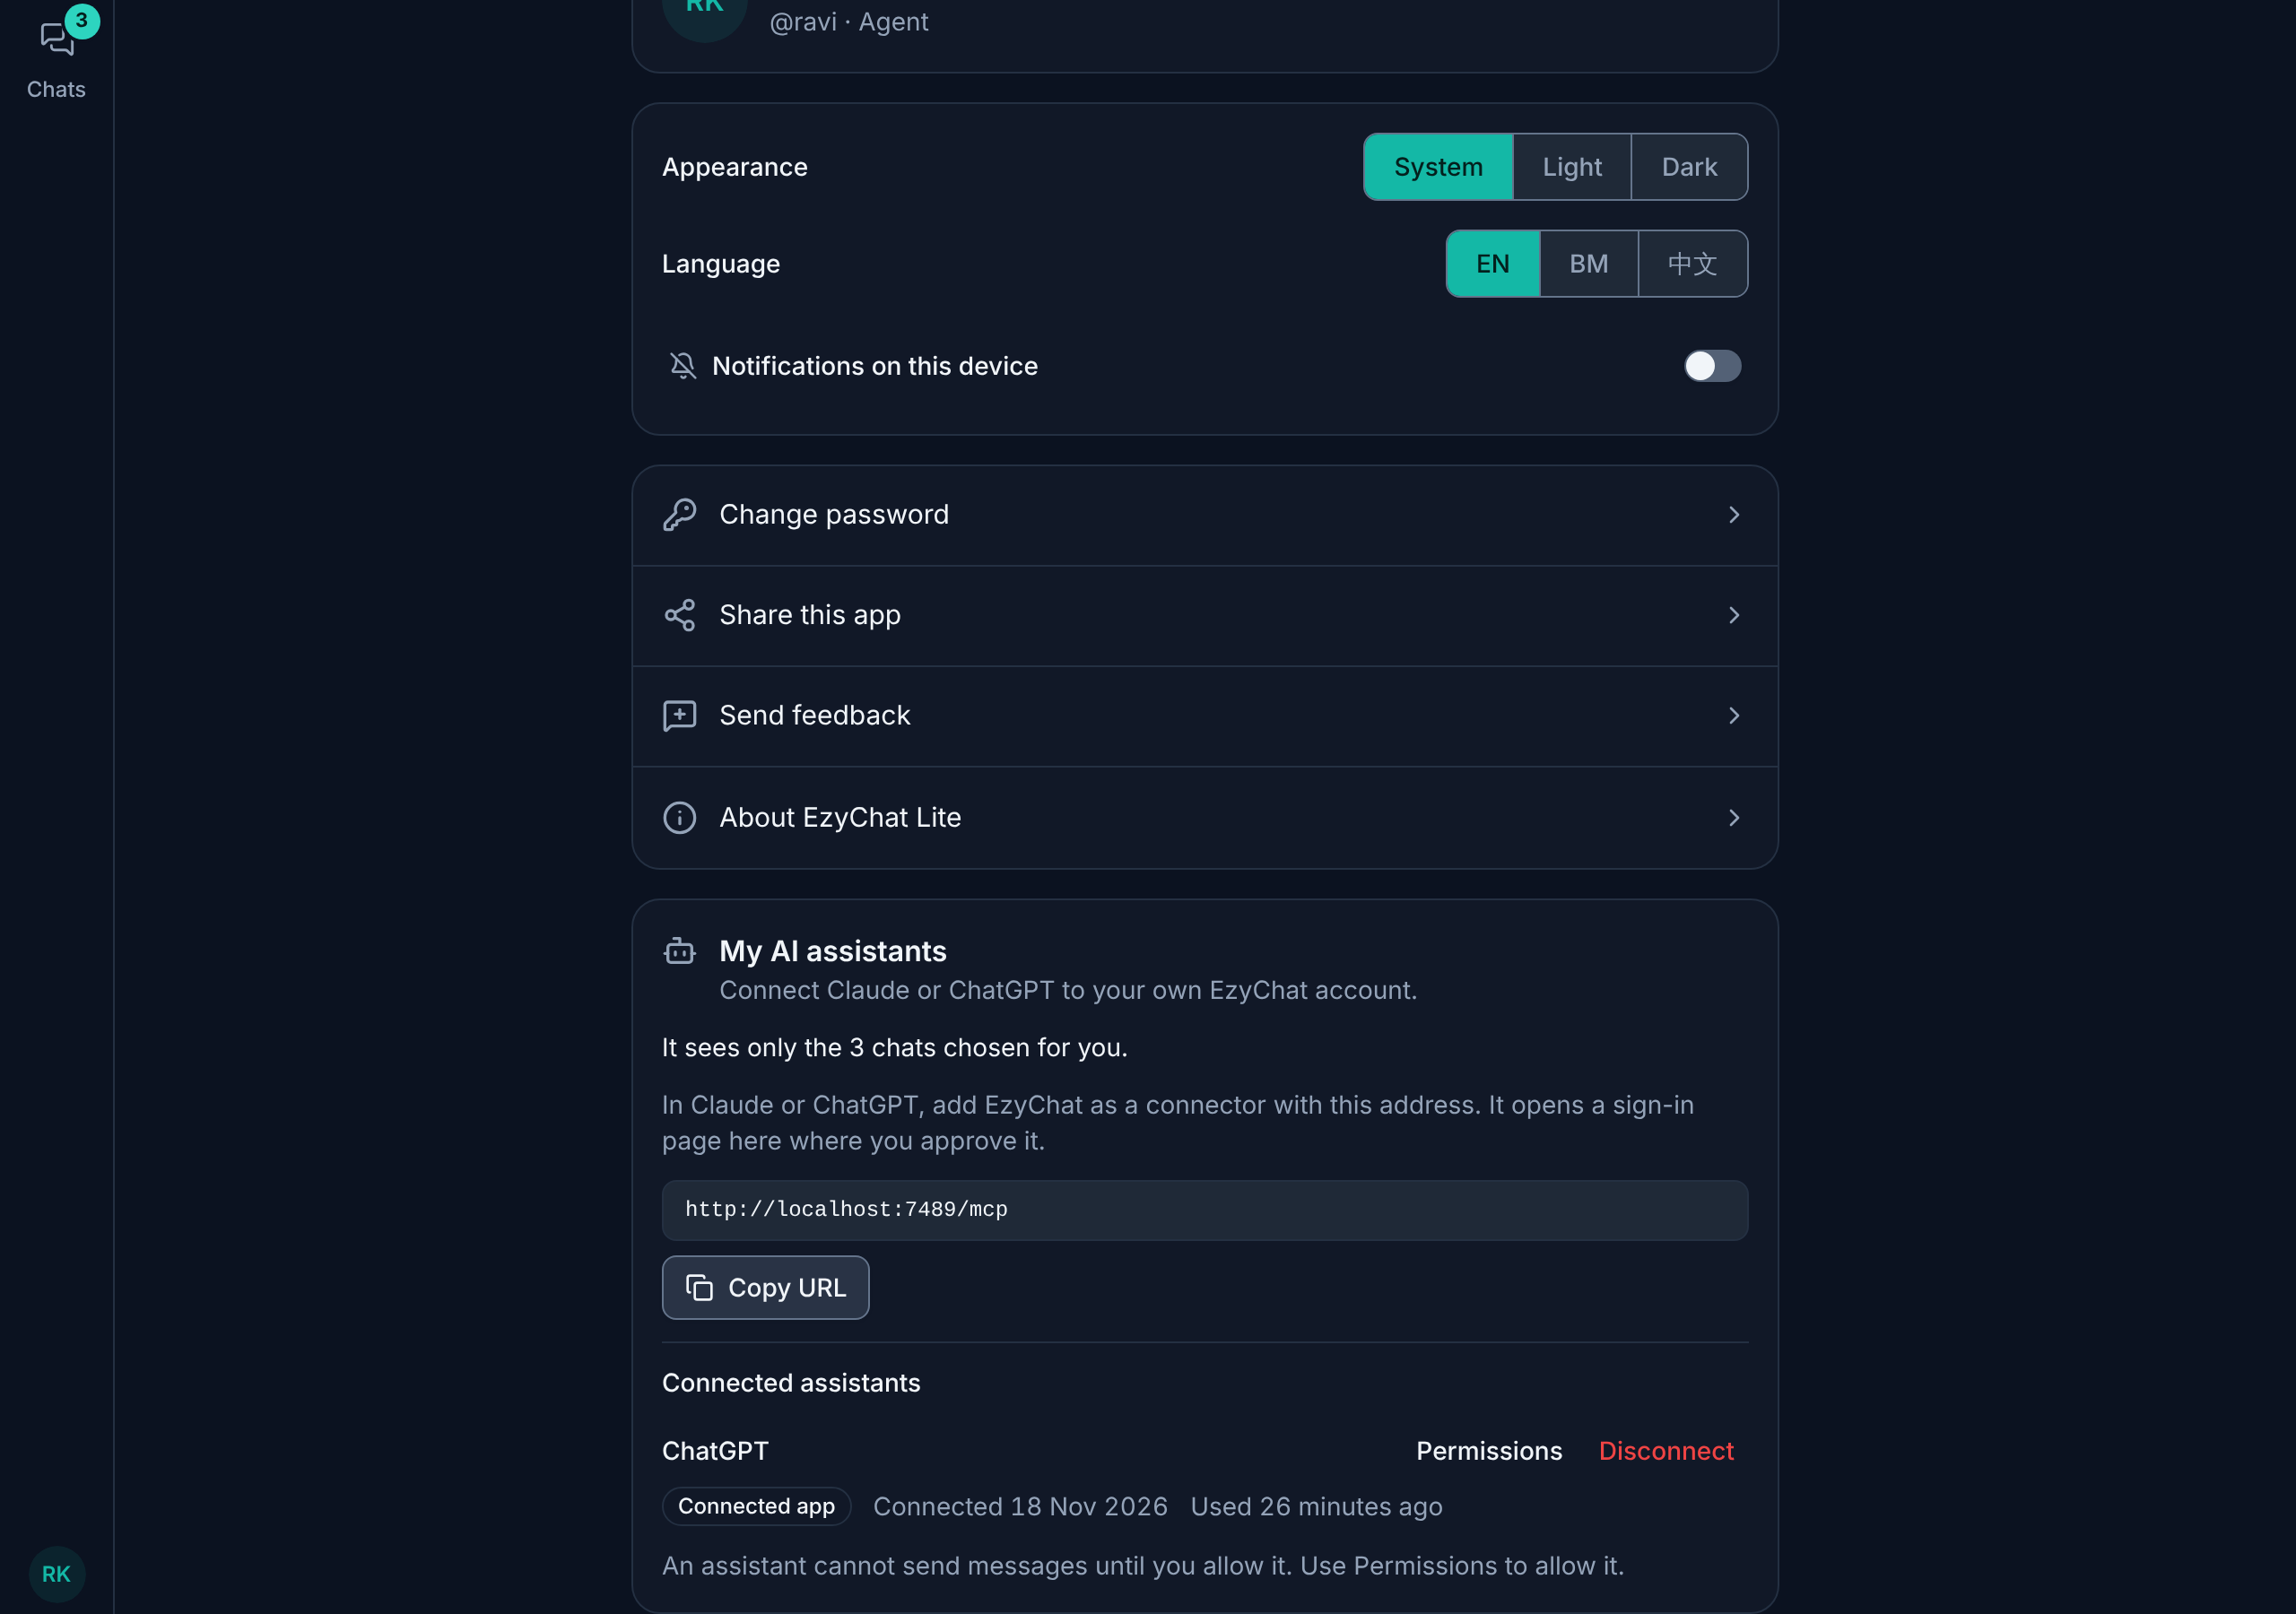 3
Chats
RK
@ravi · Agent
Appearance
System
Light
Dark
Language
EN
BM
中文
Notifications on this device
Change password
Share this app
Send feedback
About EzyChat Lite
My AI assistants
Connect Claude or ChatGPT to your own EzyChat account.
It sees only the 3 chats chosen for you.
In Claude or ChatGPT, add EzyChat as a connector with this address. It opens a sign-in
page here where you approve it.
http://localhost:7489/mcp
Copy URL
Connected assistants
ChatGPT
Permissions
Disconnect
Connected app
Connected 18 Nov 2026
Used 26 minutes ago
An assistant cannot send messages until you allow it. Use Permissions to allow it.
RK